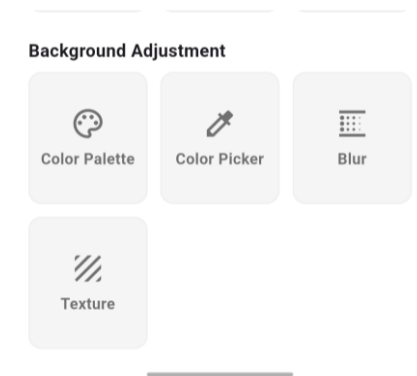 Background Adjustment
Color Palette
Color Picker
Blur
Texture